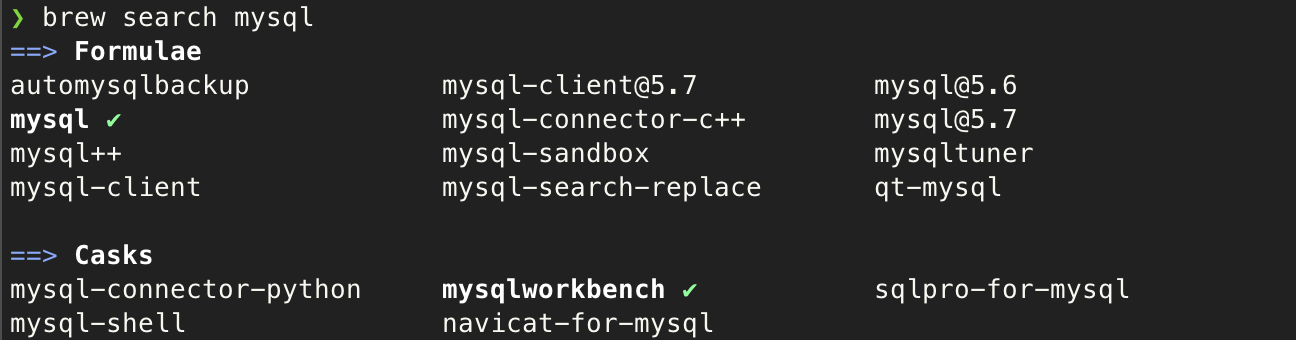 ❯ brew search mysql
==> Formulae
automysqlbackup mysql-client@5.7 mysql@5.6
mysql ✔ mysql-connector-c++ mysql@5.7
mysql++ mysql-sandbox mysqltuner
mysql-client mysql-search-replace qt-mysql
==> Casks
mysql-connector-python mysqlworkbench ✔ sqlpro-for-mysql
mysql-shell navicat-for-mysql